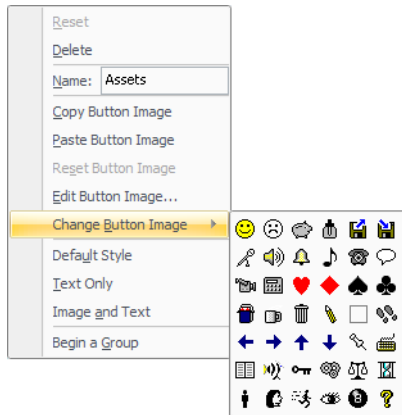 Reset
Delete
Name: Assets
Copy Button Image
Paste Button Image
Reset Button Image
Edit Button Image...
Change Button Image
Default Style
Text Only
Image and Text
Begin a Group
8
?